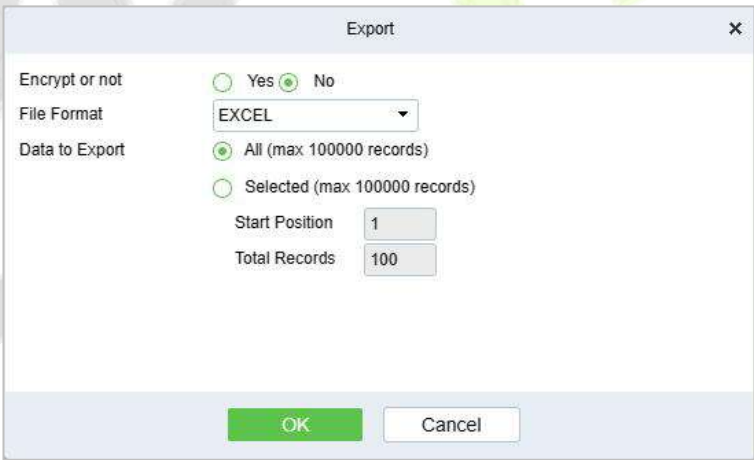 Export
Encrypt or not Yes No
File Format EXCEL
Data to Export All (max 100000 records)
Selected (max 100000 records)
Start Position 1
Total Records 100
OK Cancel